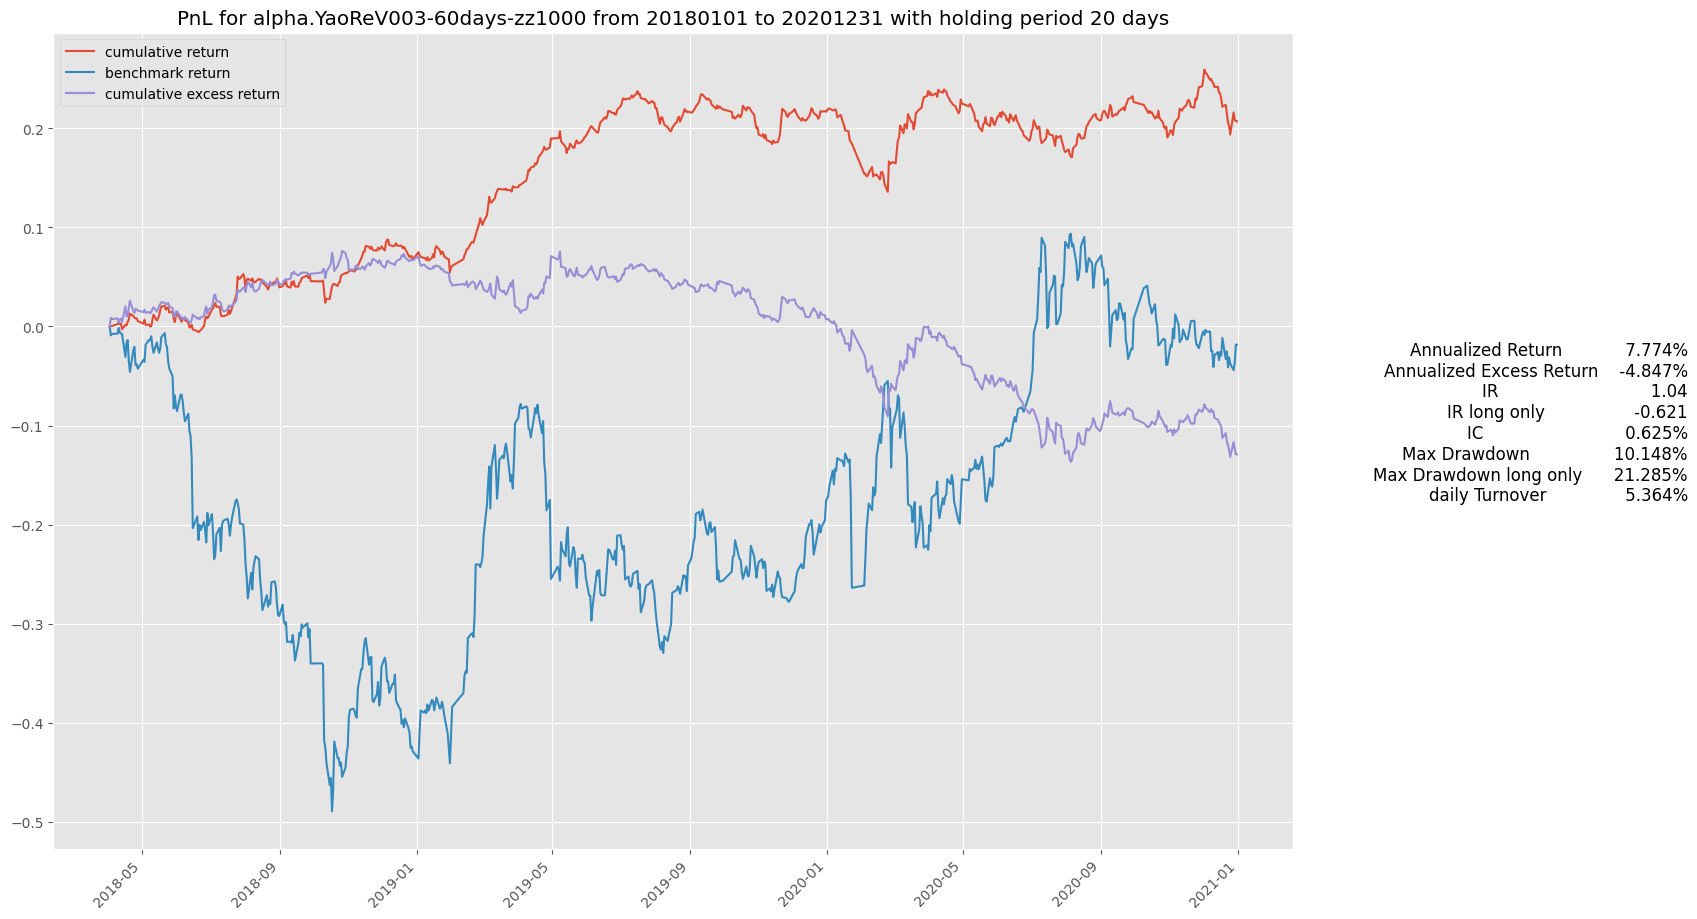 PnL for alpha.YaoReV003-60days-zz1000 from 20180101 to 20201231 with holding period 20 days
cumulative return
benchmark return
cumulative excess return
0.2
0.1
0.0
−0.1
−0.2
−0.3
−0.4
−0.5
2018-05
2018-09
2019-01
2019-05
2019-09
2020-01
2020-05
2020-09
2021-01
Annualized Return 7.774%
Annualized Excess Return -4.847%
IR 1.04
IR long only -0.621
IC 0.625%
Max Drawdown 10.148%
Max Drawdown long only 21.285%
daily Turnover 5.364%